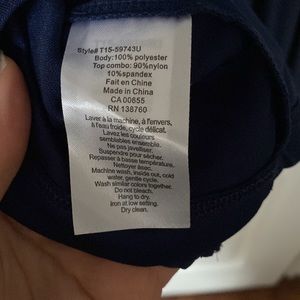 Style# T15-59743U
Body:100% polyester
Top combo: 90%nylon
10%spandex
Fait en Chine
Made in China
CA 00855
RN 138760
Laver à la machine, à l'envers,
à l'eau froide, cycle délicat.
Laver couleurs
semblables ensemble.
Ne pas javelliser.
Suspendre pour sécher.
Repasser à basse température.
Nettoyer àsec.
Machine wash, inside out, cold
water, gentle cycle.
Wash similar colors together.
Do not bleach.
Hang to dry.
Iron at low setting.
Dry clean.